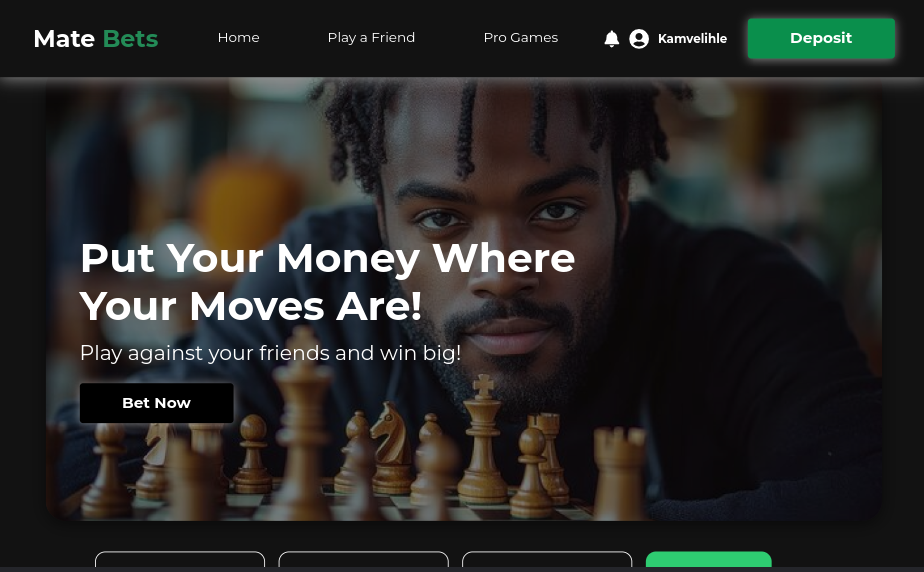 Mate Bets
Home
Play a Friend
Pro Games
Kamvelihle
Deposit
Put Your Money Where
Your Moves Are!
Play against your friends and win big!
Bet Now